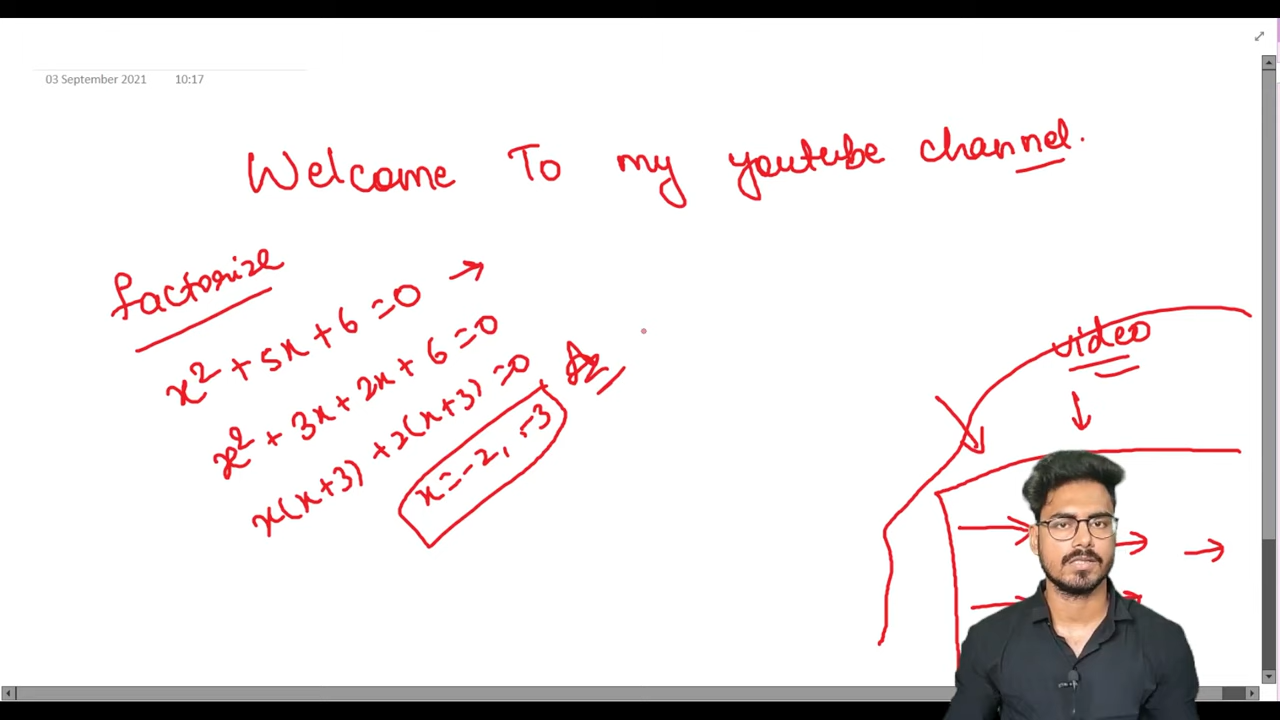 03 September 2021 10:17
Welcome To my youtube channel.
factorize
x² + 5x + 6 = 0 →
x² + 3x + 2x + 6 = 0
x(x+3) + 2(x+3) = 0
x = -2, -3
video